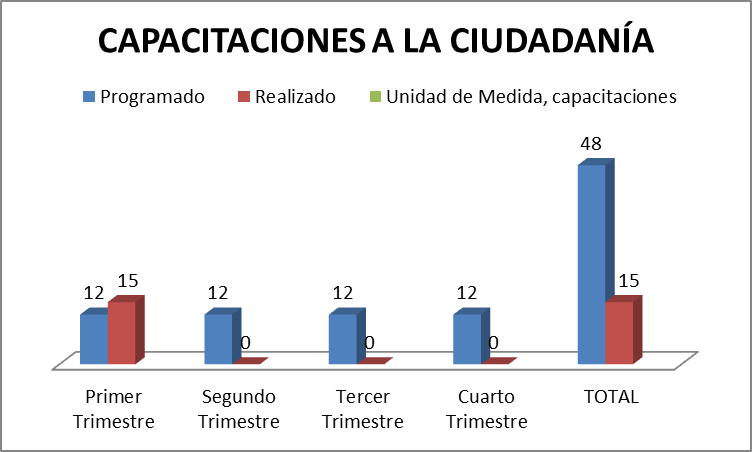 CAPACITACIONES A LA CIUDADANÍA
Programado Realizado Unidad de Medida, capacitaciones
48
12 15 12 0 12 0 12 0 15
Primer Segundo Tercer Cuarto TOTAL
Trimestre Trimestre Trimestre Trimestre